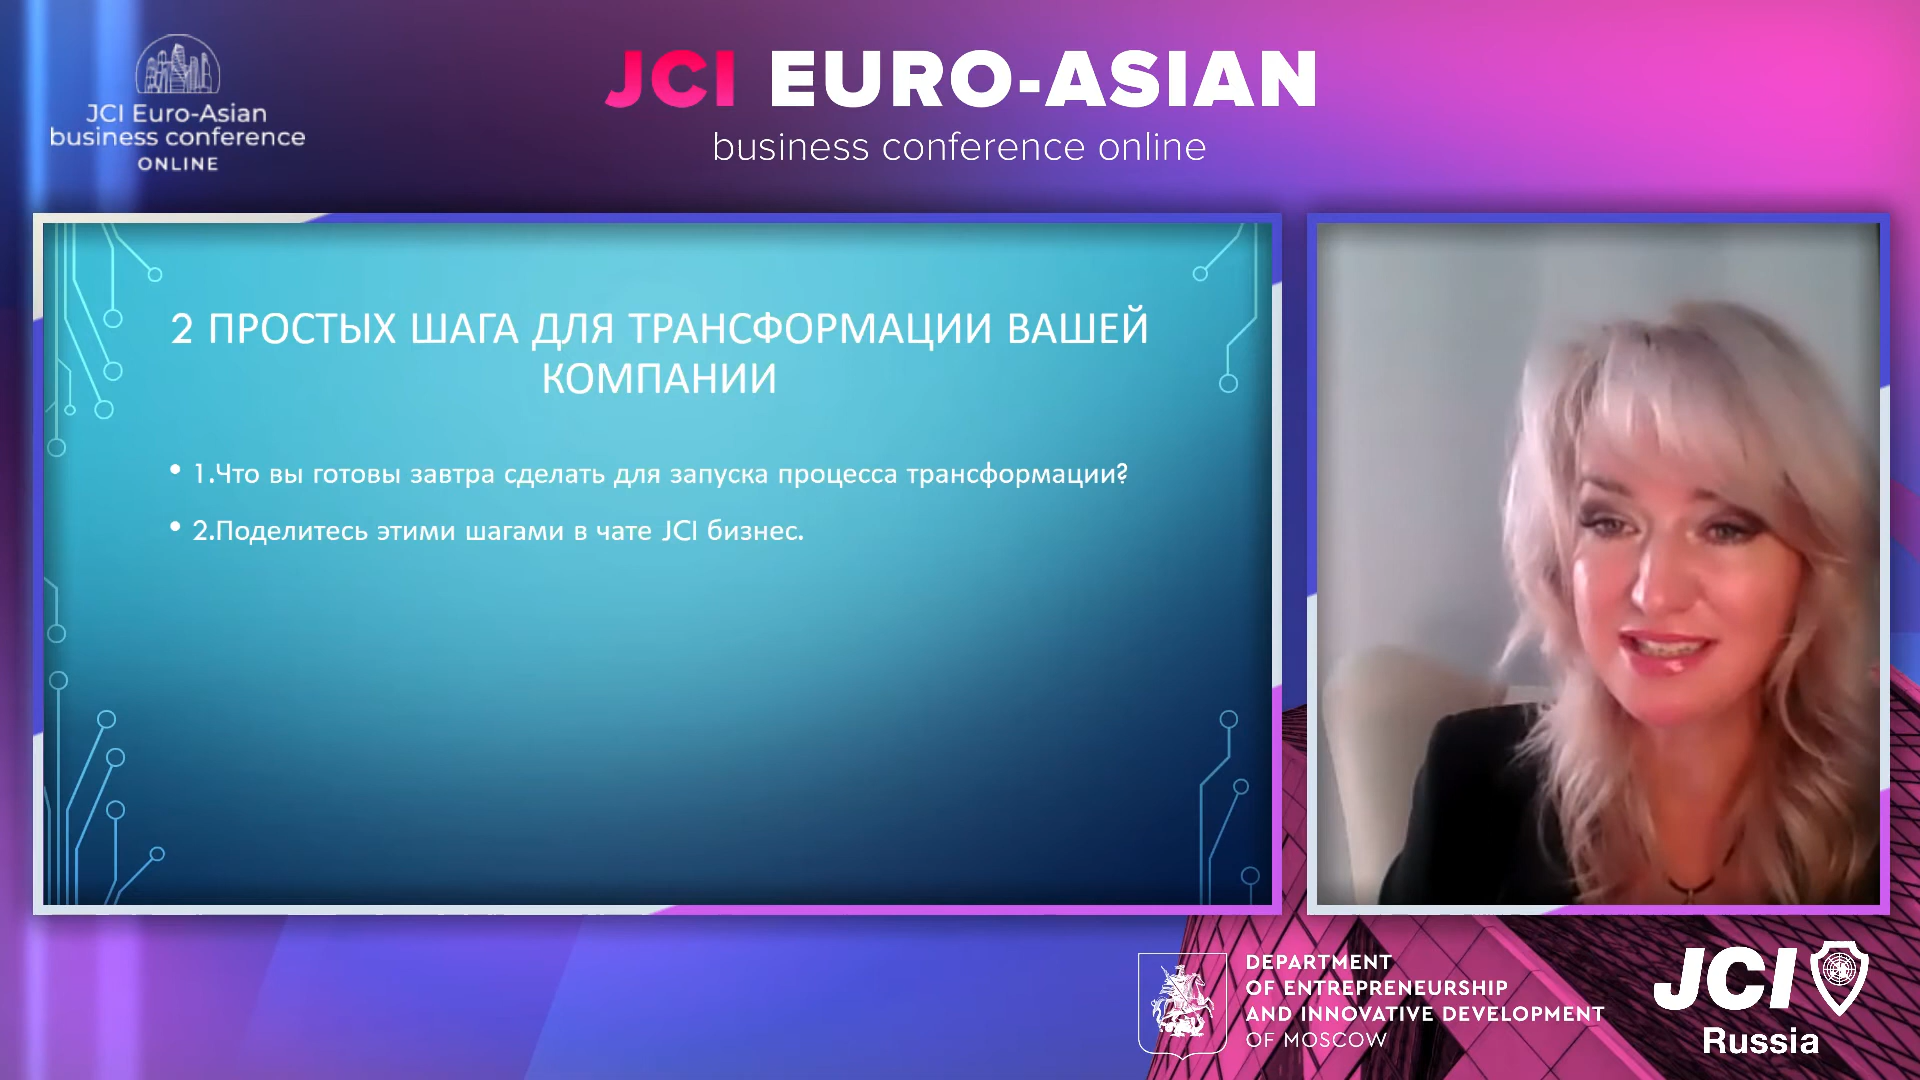 JCI Euro-Asian
business conference
ONLINE
JCI EURO-ASIAN
business conference online
2 ПРОСТЫХ ШАГА ДЛЯ ТРАНСФОРМАЦИИ ВАШЕЙ
КОМПАНИИ
• 1.Что вы готовы завтра сделать для запуска процесса трансформации?
• 2.Поделитесь этими шагами в чате JCI бизнес.
DEPARTMENT
OF ENTREPRENEURSHIP
AND INNOVATIVE DEVELOPMENT
OF MOSCOW
JCI
Russia